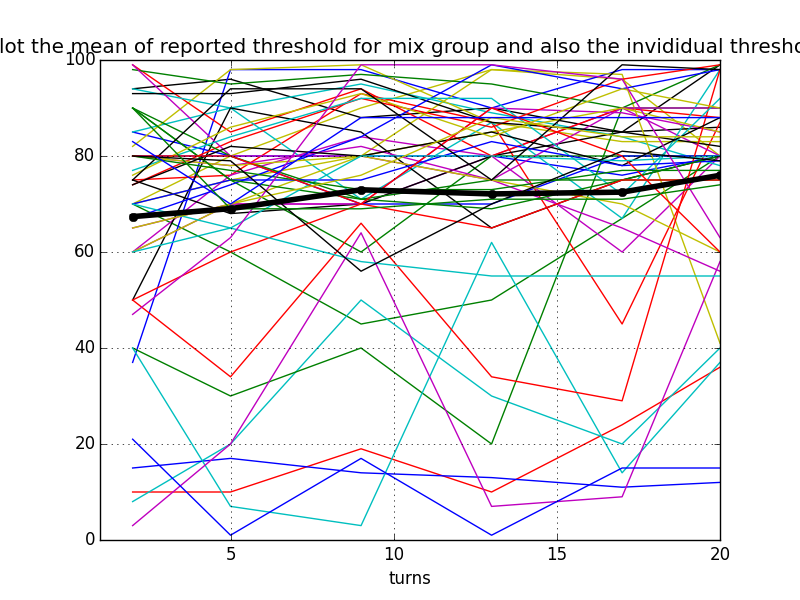 lot the mean of reported threshold for mix group and also the invididual thresho
100
80
60
40
20
0
5 10 15 20
turns